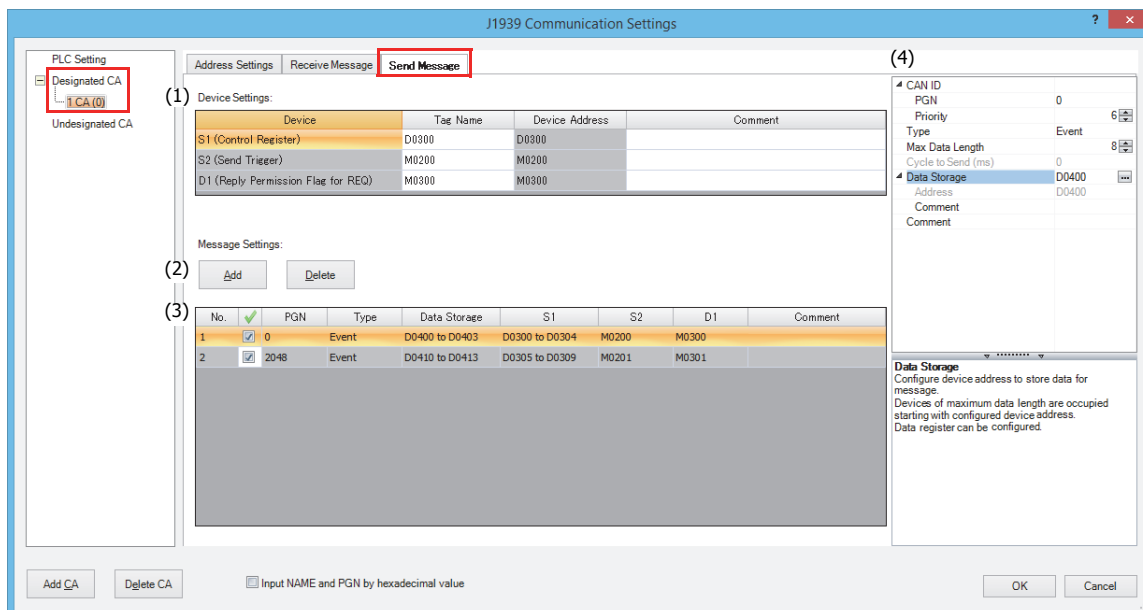 J1939 Communication Settings
PLC Setting
Designated CA
1 CA (0)
Undesignated CA
Address Settings Receive Message Send Message
(1) Device Settings:
Device Tag Name Device Address Comment
S1 (Control Register) D0300 D0300
S2 (Send Trigger) M0200 M0200
D1 (Reply Permission Flag for REQ) M0300 M0300
Message Settings:
(2) Add Delete
(3) No. PGN Type Data Storage S1 S2 D1 Comment
1 0 Event D0400 to D0403 D0300 to D0304 M0200 M0300
2 2048 Event D0410 to D0413 D0305 to D0309 M0201 M0301
(4)
CAN ID
PGN 0
Priority 6
Type Event
Max Data Length 8
Cycle to Send (ms) 0
Data Storage D0400 ...
Address D0400
Comment
Comment
Data Storage
Configure device address to store data for
message.
Devices of maximum data length are occupied
starting with configured device address.
Data register can be configured.
Add CA Delete CA Input NAME and PGN by hexadecimal value OK Cancel